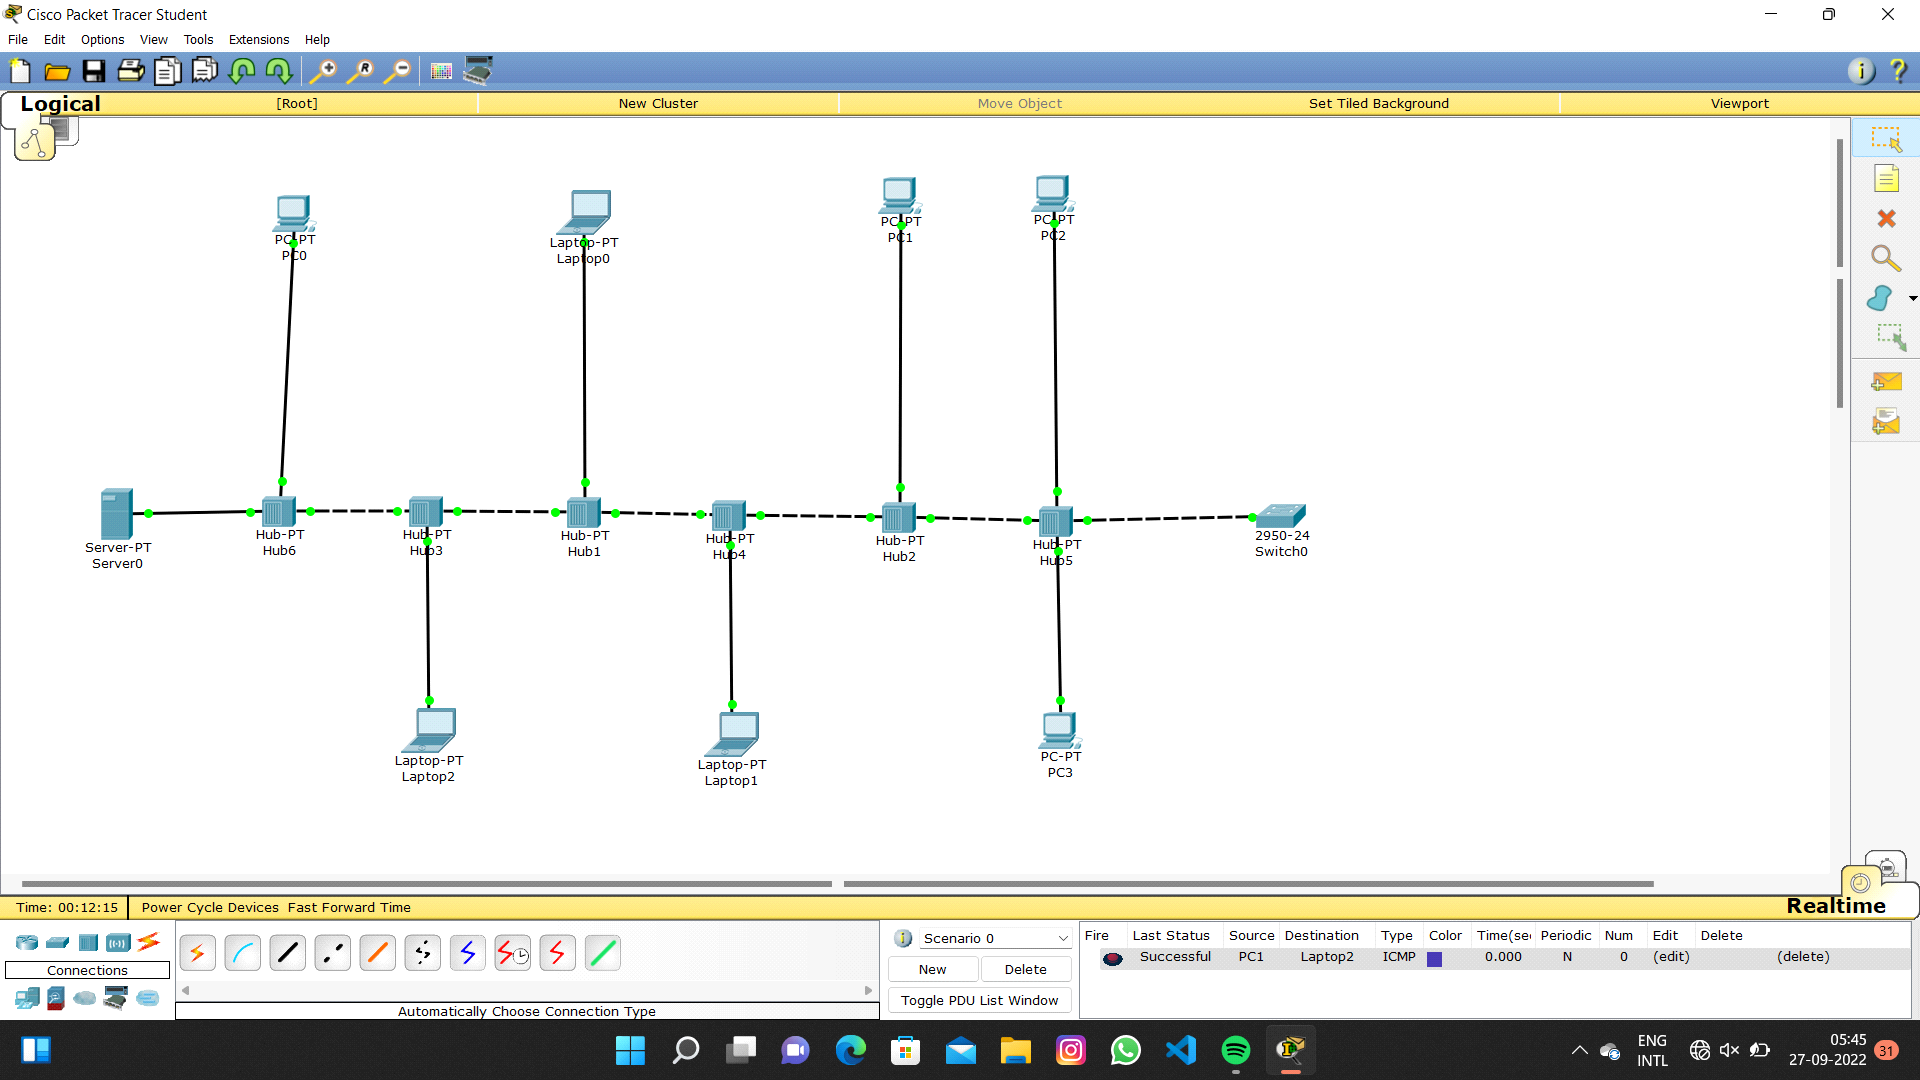 Cisco Packet Tracer Student
File Edit Options View Tools Extensions Help
Logical [Root] New Cluster Move Object Set Tiled Background Viewport
PC-PT
PC0
Laptop-PT
Laptop0
PC-PT
PC1
PC-PT
PC2
Server-PT
Server0
Hub-PT
Hub6
Hub-PT
Hub3
Hub-PT
Hub1
Hub-PT
Hub4
Hub-PT
Hub2
Hub-PT
Hub5
2950-24
Switch0
Laptop-PT
Laptop2
Laptop-PT
Laptop1
PC-PT
PC3
Time: 00:12:15 Power Cycle Devices Fast Forward Time Realtime
Connections
Automatically Choose Connection Type
Scenario 0
New Delete
Toggle PDU List Window
Fire Last Status Source Destination Type Color Time(sec Periodic Num Edit Delete
Successful PC1 Laptop2 ICMP 0.000 N 0 (edit) (delete)
ENG
INTL
05:45
27-09-2022
31